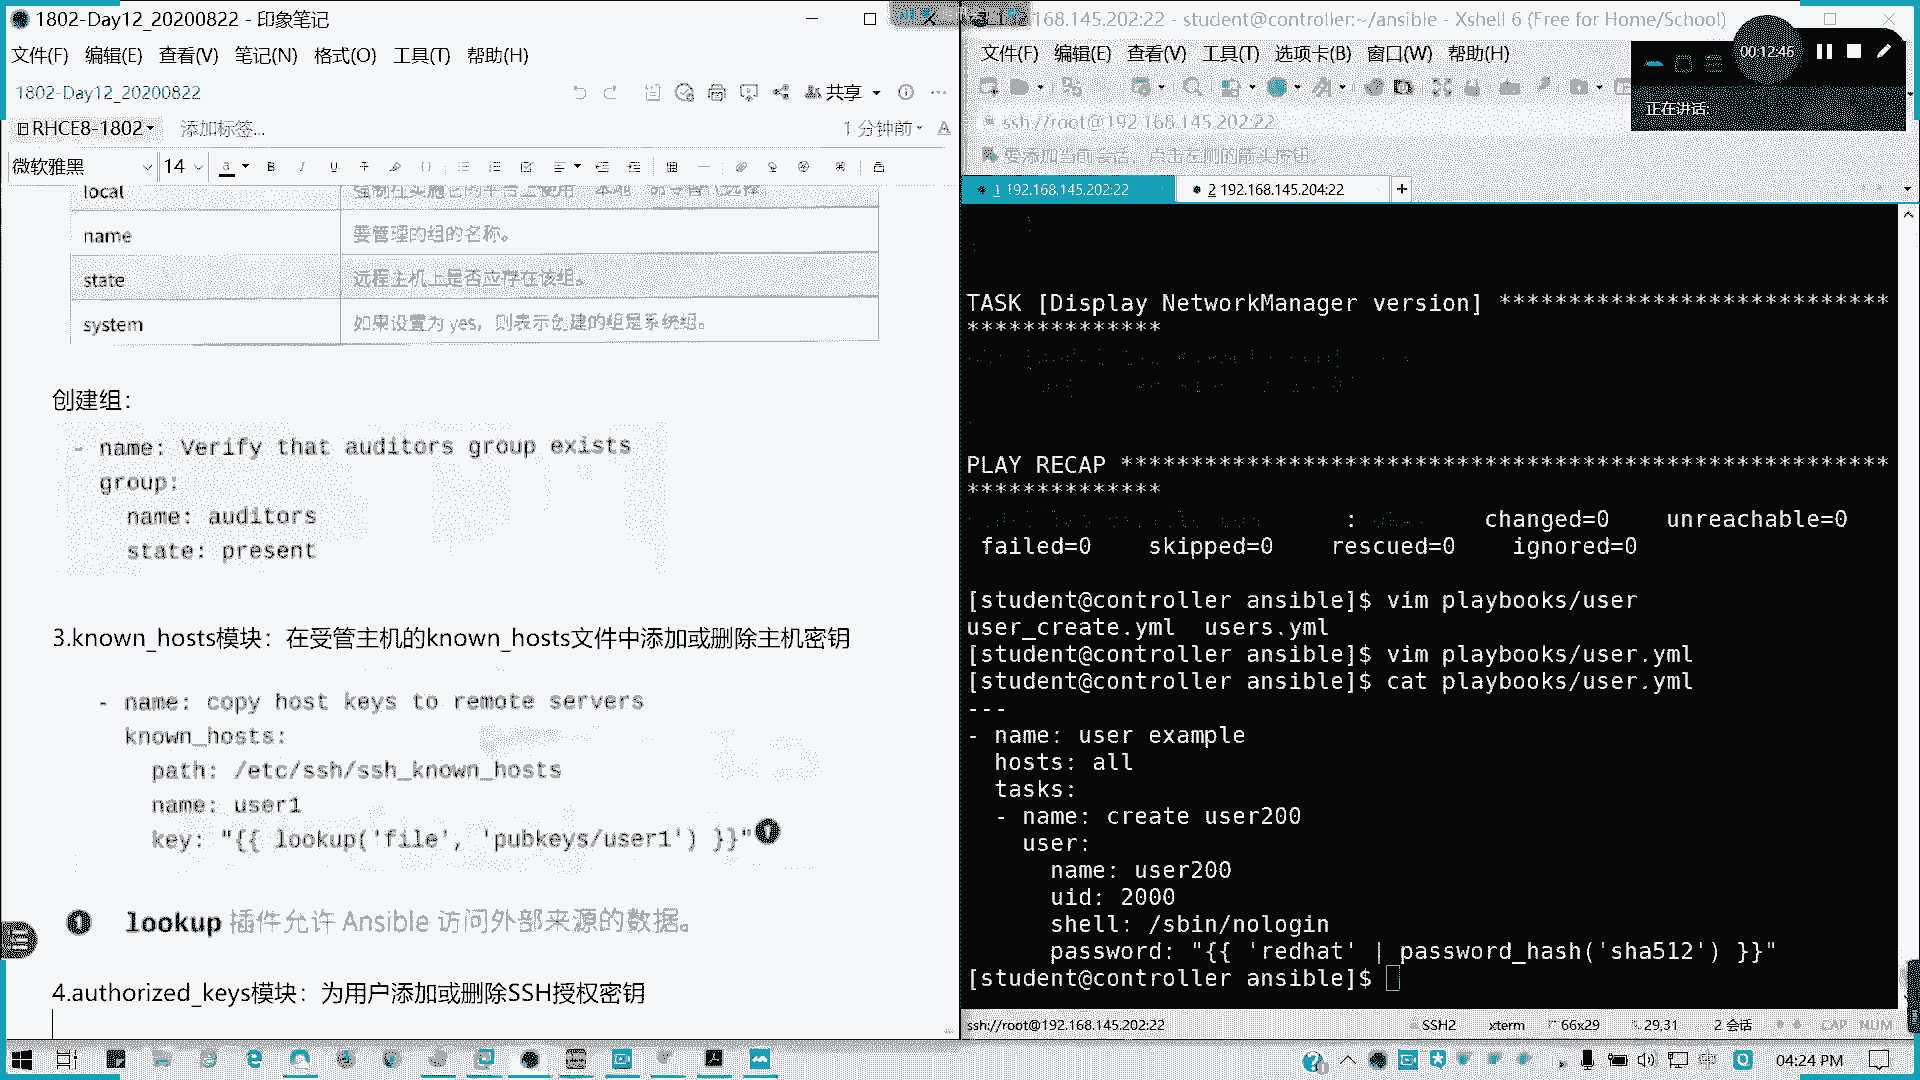 1802-Day12_20200822 - 印象笔记
文件(F) 编辑(E) 查看(V) 笔记(N) 格式(O) 工具(T) 帮助(H)
1802-Day12_20200822
共享
RHCE8-1802
添加标签...
1 分钟前
微软雅黑
14
local
name
要管理的组的名称。
state
远程主机上是否应存在该组。
system
如果设置为 yes，则表示创建的组是系统组。
创建组：
- name: Verify that auditors group exists
group:
name: auditors
state: present
3.known_hosts模块：在受管主机的known_hosts文件中添加或删除主机密钥
- name: copy host keys to remote servers
known_hosts:
path: /etc/ssh/ssh_known_hosts
name: user1
key: "{{ lookup('file', 'pubkeys/user1') }}" 1
1 lookup 插件允许 Ansible 访问外部来源的数据。
4.authorized_keys模块：为用户添加或删除SSH授权密钥
168.145.202:22 - student@controller:~/ansible - Xshell 6 (Free for Home/School)
文件(F) 编辑(E) 查看(V) 工具(T) 选项卡(B) 窗口(W) 帮助(H)
00:12:46
正在讲话:
ssh://root@192.168.145.202:22
要添加当前会话，点击左侧的箭头按钮。
1 192.168.145.202:22
2 192.168.145.204:22
TASK [Display NetworkManager version] ****************************
**************
PLAY RECAP ********************************************************
**************
: changed=0 unreachable=0
failed=0 skipped=0 rescued=0 ignored=0
[student@controller ansible]$ vim playbooks/user
user_create.yml users.yml
[student@controller ansible]$ vim playbooks/user.yml
[student@controller ansible]$ cat playbooks/user.yml
---
- name: user example
hosts: all
tasks:
- name: create user200
user:
name: user200
uid: 2000
shell: /sbin/nologin
password: "{{ 'redhat' | password_hash('sha512') }}"
[student@controller ansible]$
ssh://root@192.168.145.202:22
SSH2
xterm
66x29
29,31
2 会话
CAP NUM
04:24 PM